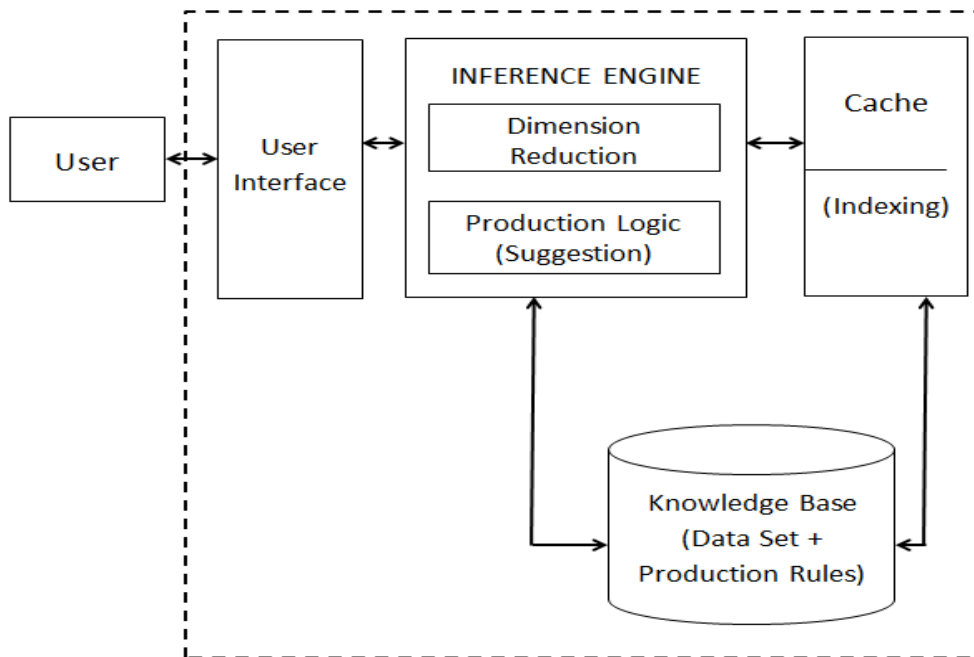 User
User
Interface
INFERENCE ENGINE
Dimension
Reduction
Production Logic
(Suggestion)
Cache
(Indexing)
Knowledge Base
(Data Set +
Production Rules)